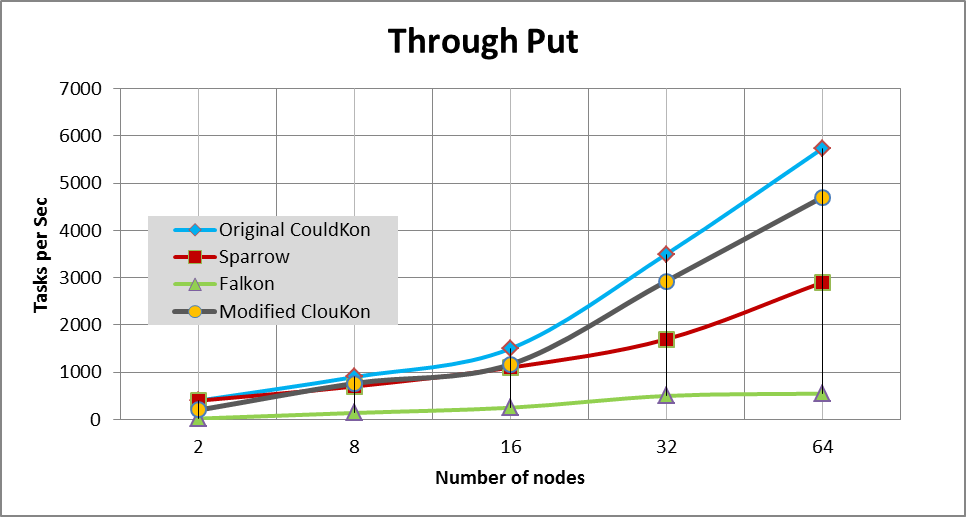 Through Put
7000
6000
5000
4000
3000
2000
1000
0
Tasks per Sec
Original CouldKon
Sparrow
Falkon
Modified ClouKon
2 8 16 32 64
Number of nodes